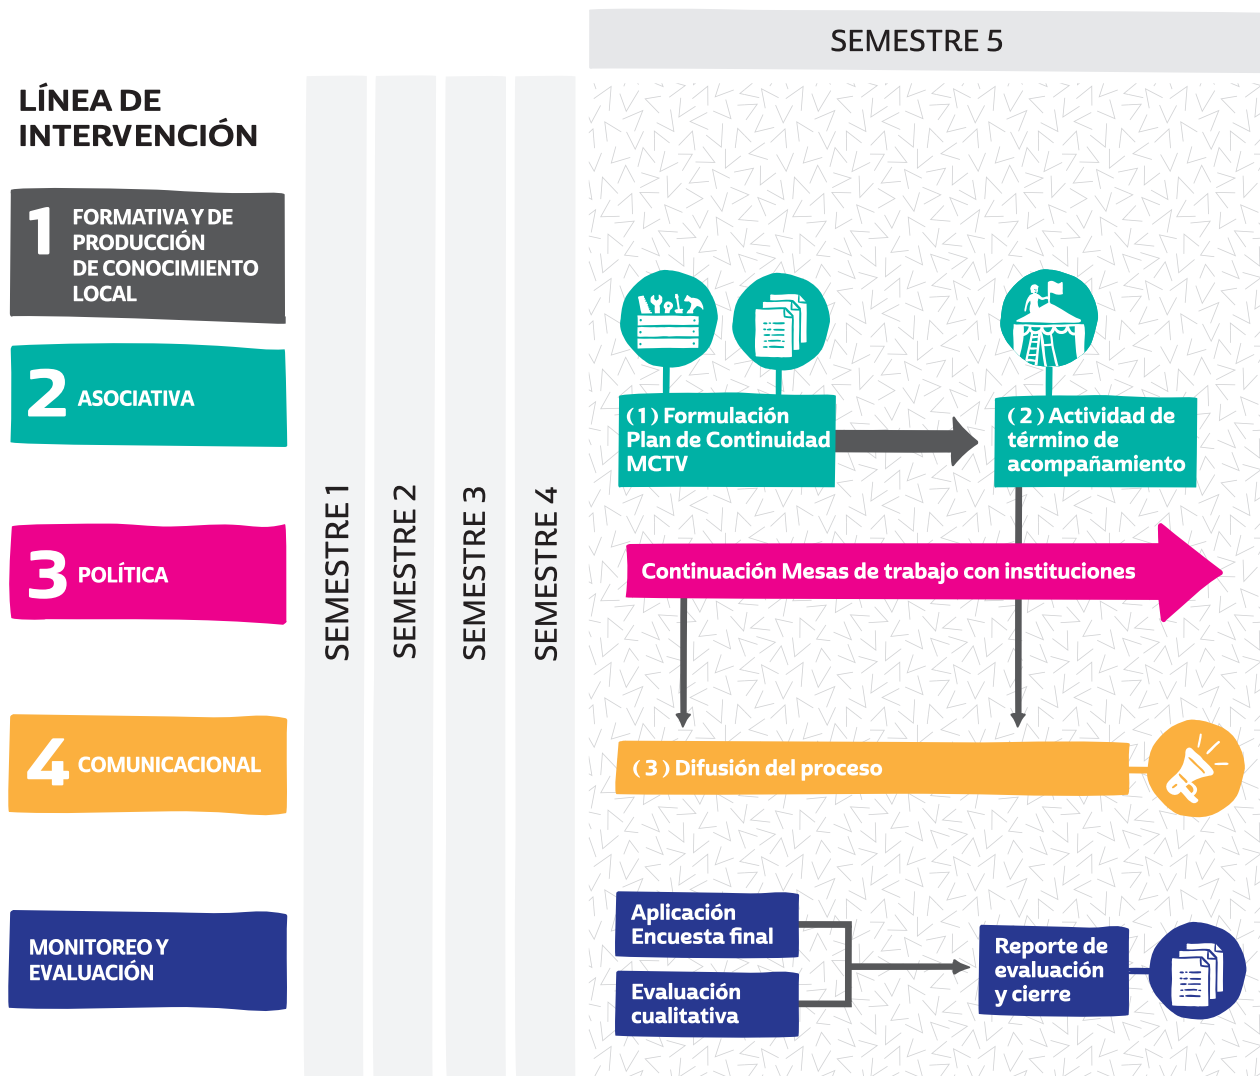 SEMESTRE 5
LÍNEA DE
INTERVENCIÓN
SEMESTRE 1
SEMESTRE 2
SEMESTRE 3
SEMESTRE 4
1 FORMATIVA Y DE
PRODUCCIÓN
DE CONOCIMIENTO
LOCAL
2 ASOCIATIVA
(1) Formulación
Plan de Continuidad
MCTV
(2) Actividad de
término de
acompañamiento
3 POLÍTICA
Continuación Mesas de trabajo con instituciones
4 COMUNICACIONAL
(3) Difusión del proceso
MONITOREO Y
EVALUACIÓN
Aplicación
Encuesta final
Evaluación
cualitativa
Reporte de
evaluación
y cierre